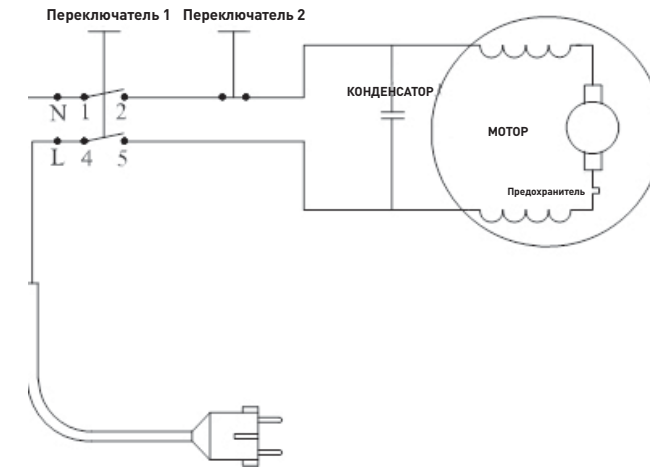 Переключатель 1 Переключатель 2
КОНДЕНСАТОР
N 1 2
МОТОР
L 4 5
Предохранитель